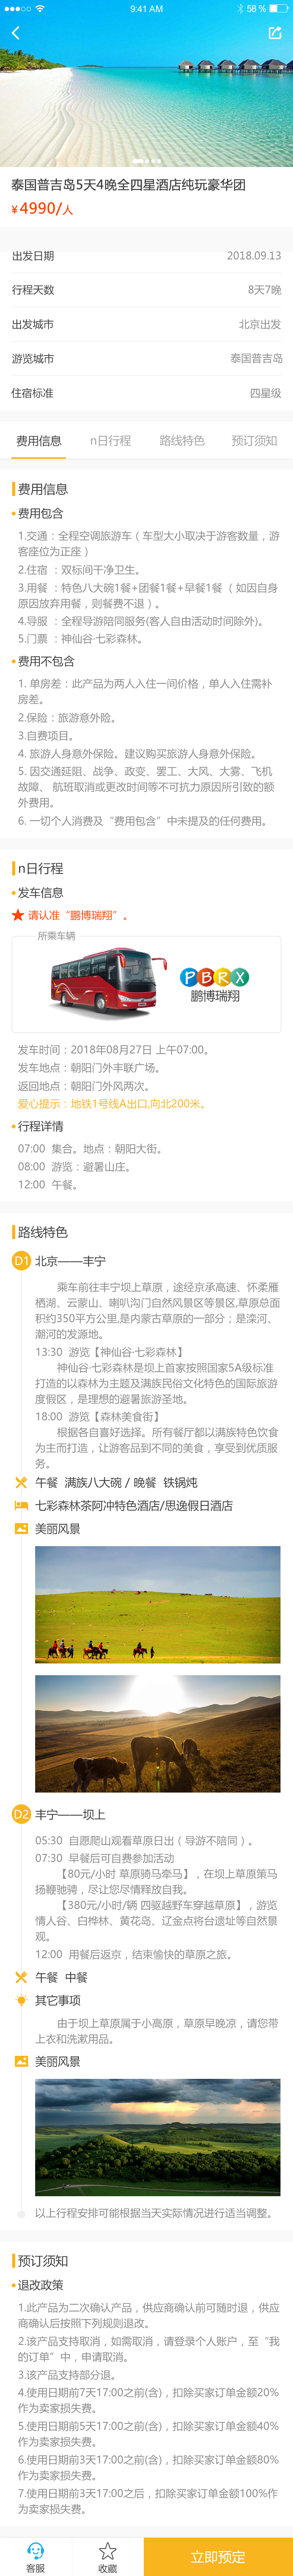 9:41 AM
58 %
泰国普吉岛5天4晚全四星酒店纯玩豪华团
¥4990/人
出发日期 2018.09.13
行程天数 8天7晚
出发城市 北京出发
游览城市 泰国普吉岛
住宿标准 四星级
费用信息 n日行程 路线特色 预订须知
费用信息
费用包含
1.交通：全程空调旅游车（车型大小取决于游客数量，游
客座位为正座）
2.住宿 ：双标间干净卫生。
3.用餐 ：特色八大碗1餐+团餐1餐+早餐1餐（如因自身
原因放弃用餐，则餐费不退）。
4.导服 ：全程导游陪同服务(客人自由活动时间除外)。
5.门票 ：神仙谷·七彩森林。
费用不包含
1. 单房差：此产品为两人入住一间价格，单人入住需补
房差。
2.保险：旅游意外险。
3.自费项目。
4. 旅游人身意外保险。建议购买旅游人身意外保险。
5. 因交通延阻、战争、政变、罢工、大风、大雾、飞机
故障、 航班取消或更改时间等不可抗力原因所引致的额
外费用。
6. 一切个人消费及“费用包含”中未提及的任何费用。
n日行程
发车信息
请认准“鹏博瑞翔”。
所乘车辆
PBRX
鹏博瑞翔
发车时间：2018年08月27日 上午07:00。
发车地点：朝阳门外丰联广场。
返回地点：朝阳门外风两次。
爱心提示：地铁1号线A出口,向北200米。
行程详情
07:00 集合。地点：朝阳大街。
08:00 游览：避暑山庄。
12:00 午餐。
路线特色
D1 北京——丰宁
乘车前往丰宁坝上草原，途经京承高速、怀柔雁
栖湖、云蒙山、喇叭沟门自然风景区等景区,草原总面
积约350平方公里,是内蒙古草原的一部分；是滦河、
潮河的发源地。
13:30 游览【神仙谷·七彩森林】
神仙谷·七彩森林是坝上首家按照国家5A级标准
打造的以森林为主题及满族民俗文化特色的国际旅游
度假区，是理想的避暑旅游圣地。
18:00 游览【森林美食街】
根据各自喜好选择。所有餐厅都以满族特色饮食
为主而打造，让游客品到不同的美食，享受到优质服
务。
午餐 满族八大碗 / 晚餐 铁锅炖
七彩森林茶阿冲特色酒店/思逸假日酒店
美丽风景
D2 丰宁——坝上
05:30 自愿爬山观看草原日出（导游不陪同）。
07:30 早餐后可自费参加活动
【80元/小时 草原骑马牵马】，在坝上草原策马
扬鞭驰骋，尽让您尽情释放自我。
【380元/小时/辆 四驱越野车穿越草原】，游览
情人谷、白桦林、黄花岛、辽金点将台遗址等自然景
观。
12:00 用餐后返京，结束愉快的草原之旅。
午餐 中餐
其它事项
由于坝上草原属于小高原，草原早晚凉，请您带
上衣和洗漱用品。
美丽风景
以上行程安排可能根据当天实际情况进行适当调整。
预订须知
退改政策
1.此产品为二次确认产品，供应商确认前可随时退，供应
商确认后按照下列规则退改。
2.该产品支持取消，如需取消，请登录个人账户，至“我
的订单”中，申请取消。
3.该产品支持部分退。
4.使用日期前7天17:00之前(含)，扣除买家订单金额20%
作为卖家损失费。
5.使用日期前5天17:00之前(含)，扣除买家订单金额40%
作为卖家损失费。
6.使用日期前3天17:00之前(含)，扣除买家订单金额80%
作为卖家损失费。
7.使用日期前3天17:00之后，扣除买家订单金额100%作
为卖家损失费。
客服 收藏 立即预定